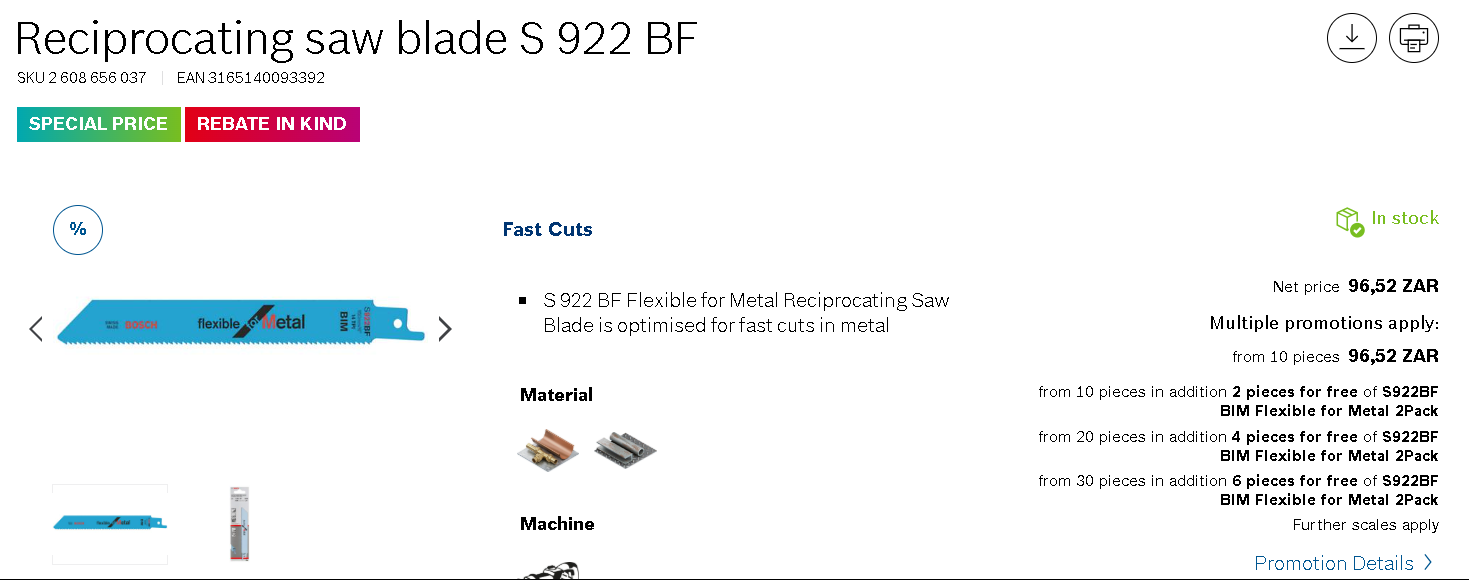 Reciprocating saw blade S 922 BF
SKU 2 608 656 037 | EAN 3165140093392
SPECIAL PRICE REBATE IN KIND
%
In stock
Fast Cuts
Net price 96,52 ZAR
S 922 BF Flexible for Metal Reciprocating Saw
Blade is optimised for fast cuts in metal
BOSCH flexible for Metal BIM S922BF
Multiple promotions apply:
from 10 pieces 96,52 ZAR
Material
from 10 pieces in addition 2 pieces for free of S922BF
BIM Flexible for Metal 2Pack
from 20 pieces in addition 4 pieces for free of S922BF
BIM Flexible for Metal 2Pack
from 30 pieces in addition 6 pieces for free of S922BF
BIM Flexible for Metal 2Pack
Machine
Further scales apply
Promotion Details